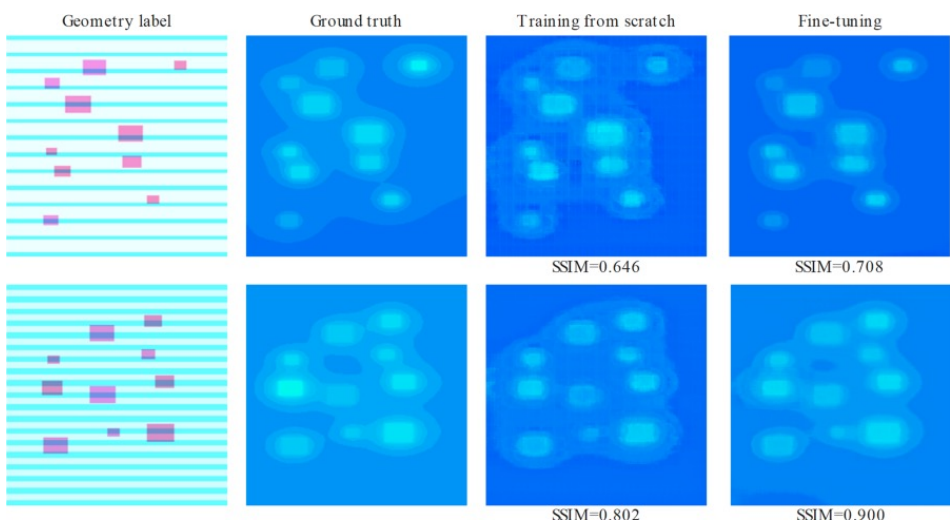 Geometry label
Ground truth
Training from scratch
Fine-tuning
SSIM=0.646
SSIM=0.708
SSIM=0.802
SSIM=0.900